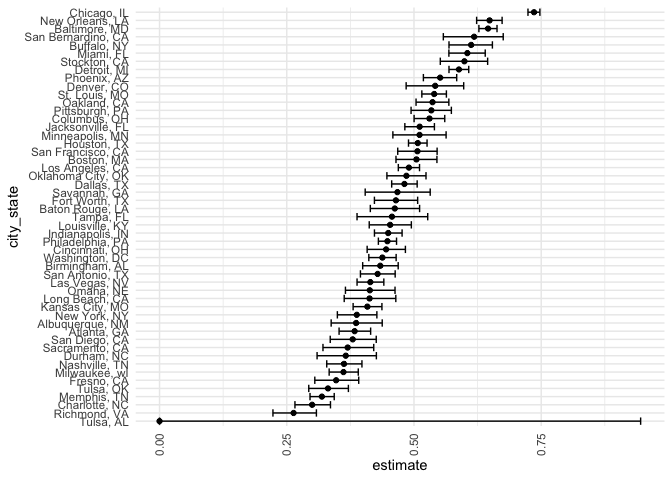 Chicago, IL
New Orleans, LA
Baltimore, MD
San Bernardino, CA
Buffalo, NY
Miami, FL
Stockton, CA
Detroit, MI
Phoenix, AZ
Denver, CO
St. Louis, MO
Oakland, CA
Pittsburgh, PA
Columbus, OH
Jacksonville, FL
Minneapolis, MN
Houston, TX
San Francisco, CA
Boston, MA
Los Angeles, CA
Oklahoma City, OK
Dallas, TX
Savannah, GA
Fort Worth, TX
Baton Rouge, LA
Tampa, FL
Louisville, KY
Indianapolis, IN
Philadelphia, PA
Cincinnati, OH
Washington, DC
Birmingham, AL
San Antonio, TX
Las Vegas, NV
Omaha, NE
Long Beach, CA
Kansas City, MO
New York, NY
Albuquerque, NM
Atlanta, GA
San Diego, CA
Sacramento, CA
Durham, NC
Nashville, TN
Milwaukee, wI
Fresno, CA
Tulsa, OK
Memphis, TN
Charlotte, NC
Richmond, VA
Tulsa, AL
city_state
0.00
0.25
0.50
0.75
estimate